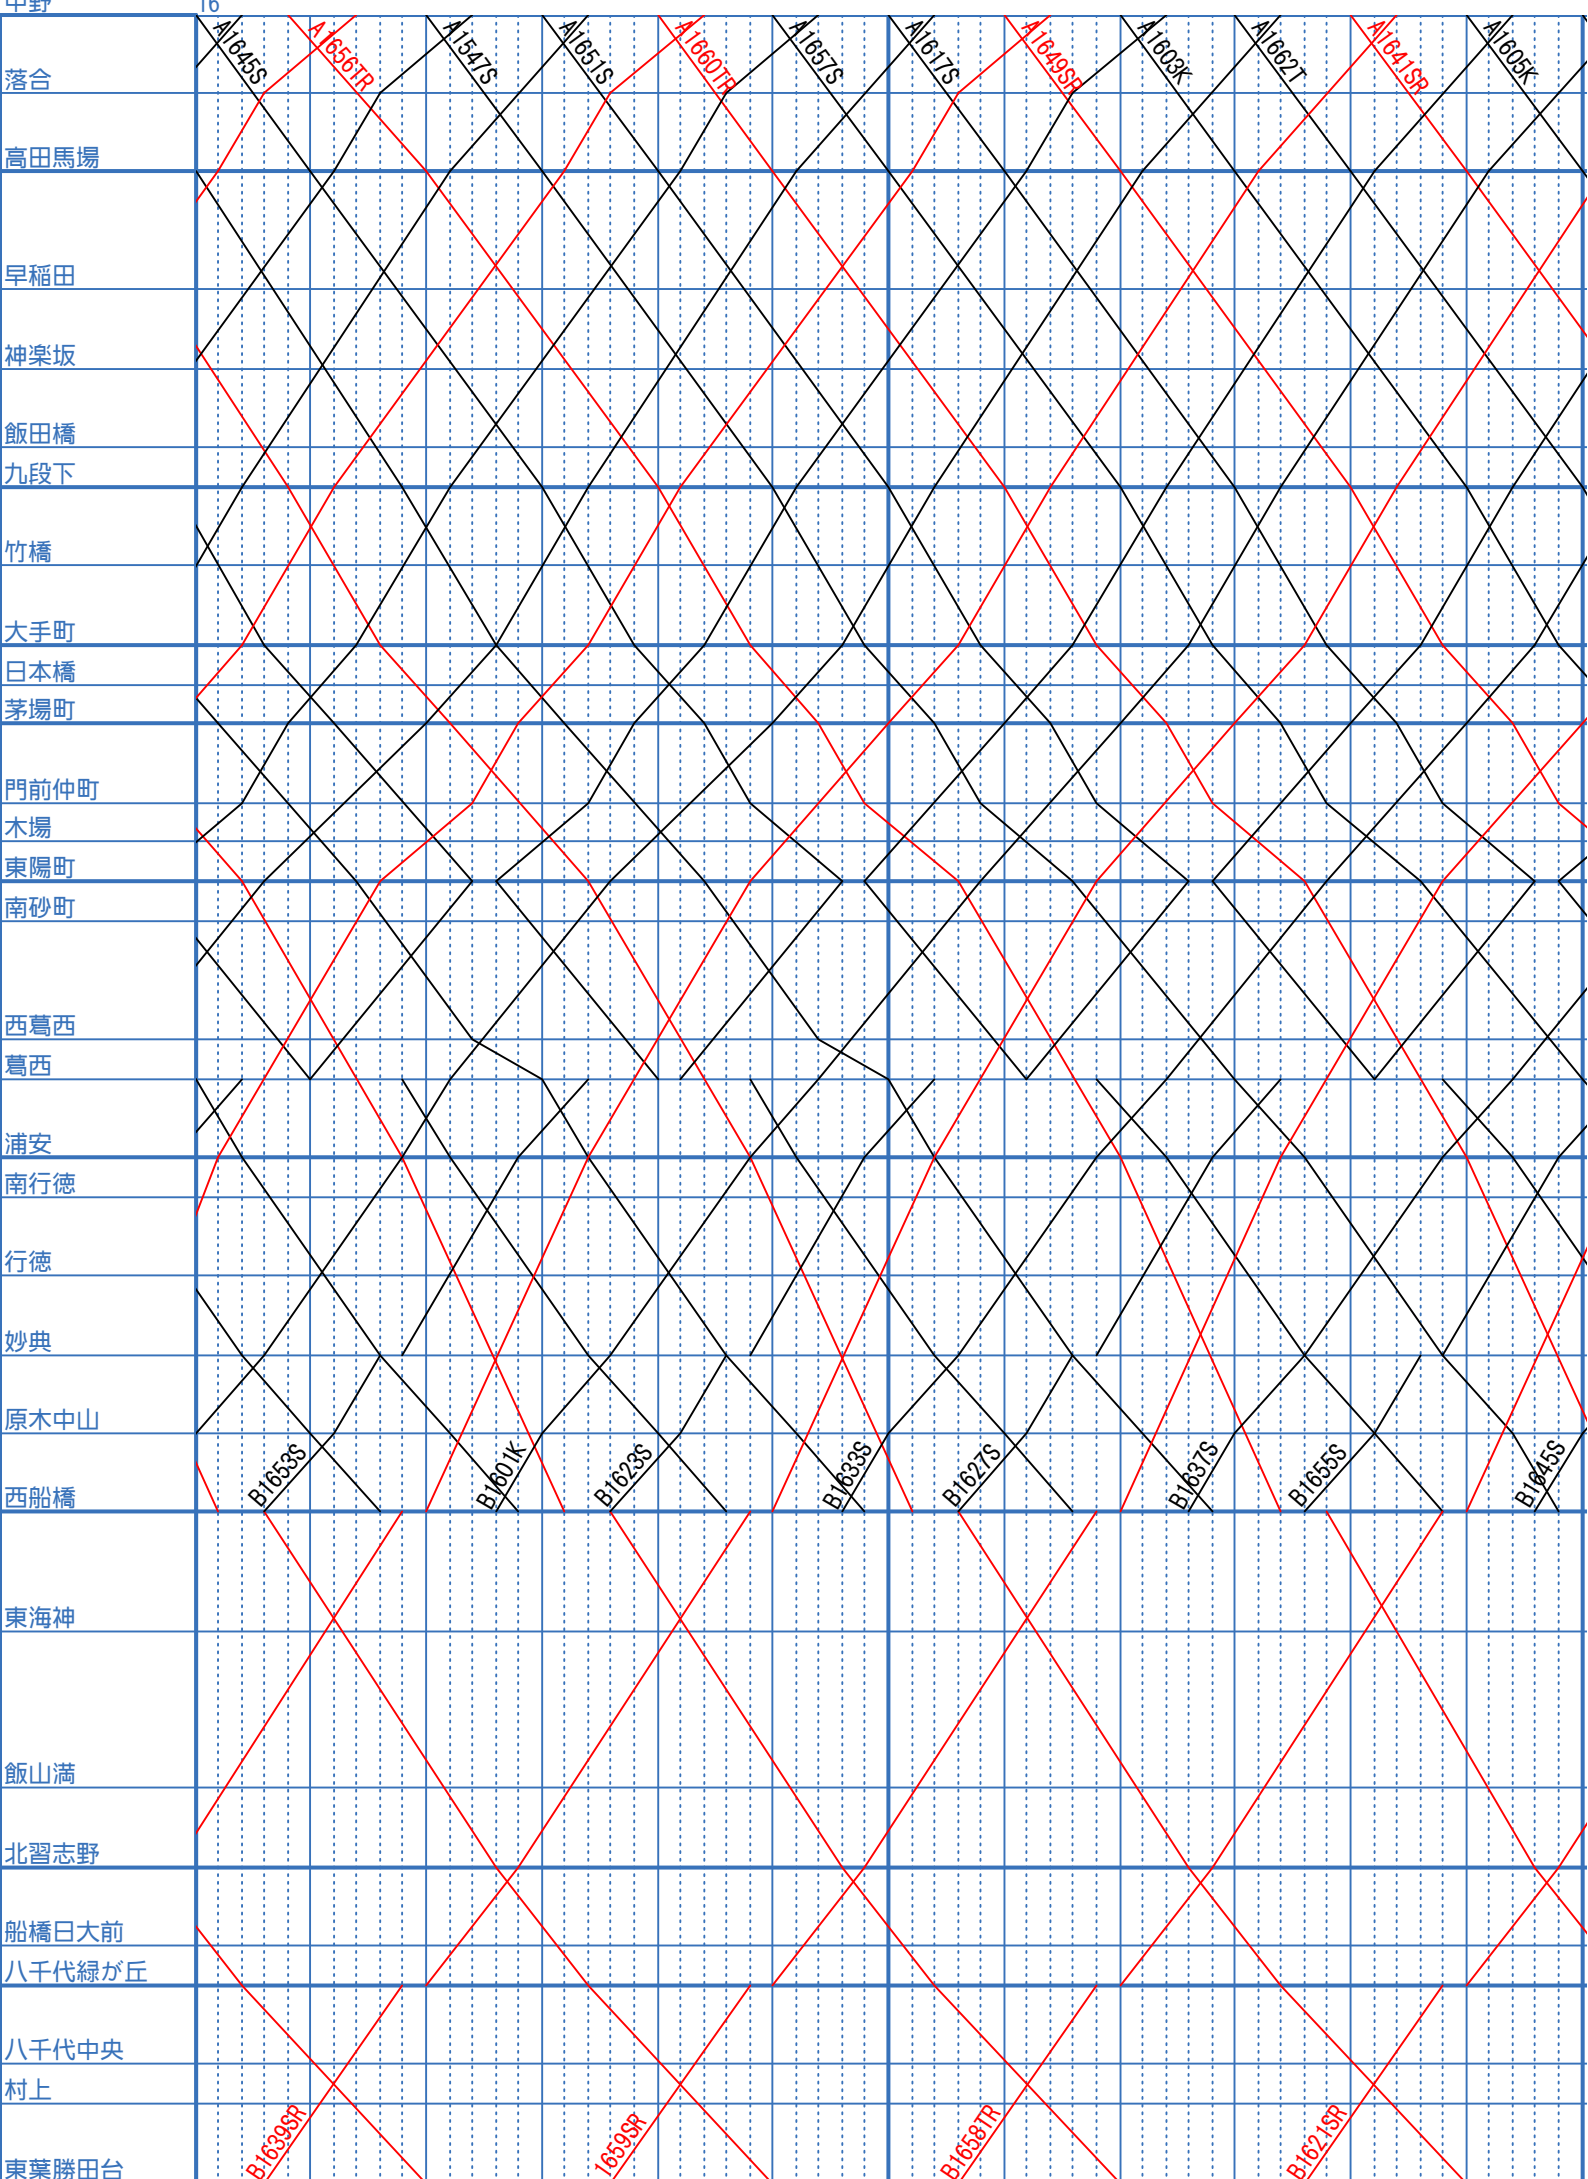 中野
16
A1645S
A1656TR
A1547S
A1651S
A1660TR
A1657S
A1617S
A1649SR
A1603K
A1662T
A1641SR
A1605K
落合
高田馬場
早稲田
神楽坂
飯田橋
九段下
竹橋
大手町
日本橋
茅場町
門前仲町
木場
東陽町
南砂町
西葛西
葛西
浦安
南行徳
行徳
妙典
原木中山
B1653S
B1601K
B1623S
B1633S
B1627S
B1637S
B1655S
B1645S
西船橋
東海神
飯山満
北習志野
船橋日大前
八千代緑が丘
八千代中央
村上
B1639SR
1659SR
B1658TR
B1621SR
東葉勝田台